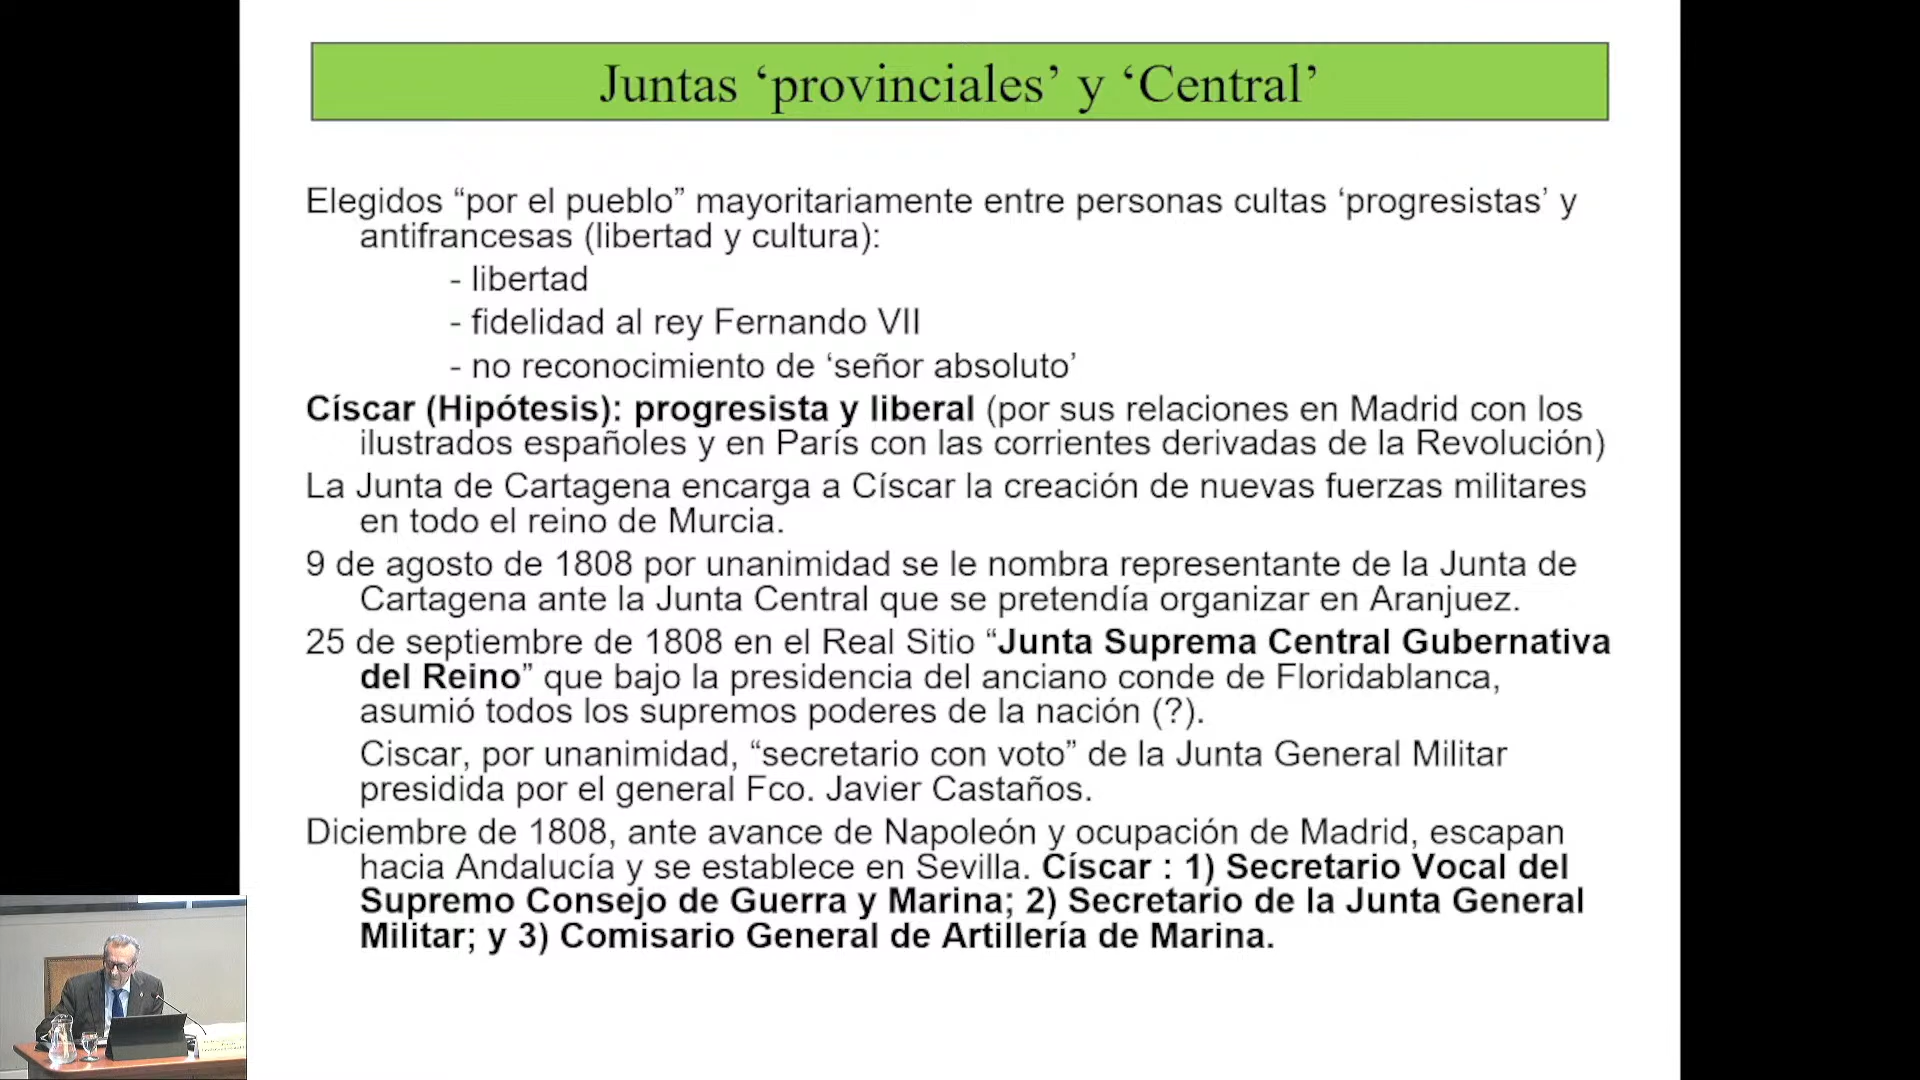 Juntas ‘provinciales’ y ‘Central’
Elegidos “por el pueblo” mayoritariamente entre personas cultas ‘progresistas’ y
antifrancesas (libertad y cultura):
- libertad
- fidelidad al rey Fernando VII
- no reconocimiento de ‘señor absoluto’
Císcar (Hipótesis): progresista y liberal (por sus relaciones en Madrid con los
ilustrados españoles y en París con las corrientes derivadas de la Revolución)
La Junta de Cartagena encarga a Císcar la creación de nuevas fuerzas militares
en todo el reino de Murcia.
9 de agosto de 1808 por unanimidad se le nombra representante de la Junta de
Cartagena ante la Junta Central que se pretendía organizar en Aranjuez.
25 de septiembre de 1808 en el Real Sitio “Junta Suprema Central Gubernativa
del Reino” que bajo la presidencia del anciano conde de Floridablanca,
asumió todos los supremos poderes de la nación (?).
Ciscar, por unanimidad, “secretario con voto” de la Junta General Militar
presidida por el general Fco. Javier Castaños.
Diciembre de 1808, ante avance de Napoleón y ocupación de Madrid, escapan
hacia Andalucía y se establece en Sevilla. Císcar : 1) Secretario Vocal del
Supremo Consejo de Guerra y Marina; 2) Secretario de la Junta General
Militar; y 3) Comisario General de Artillería de Marina.